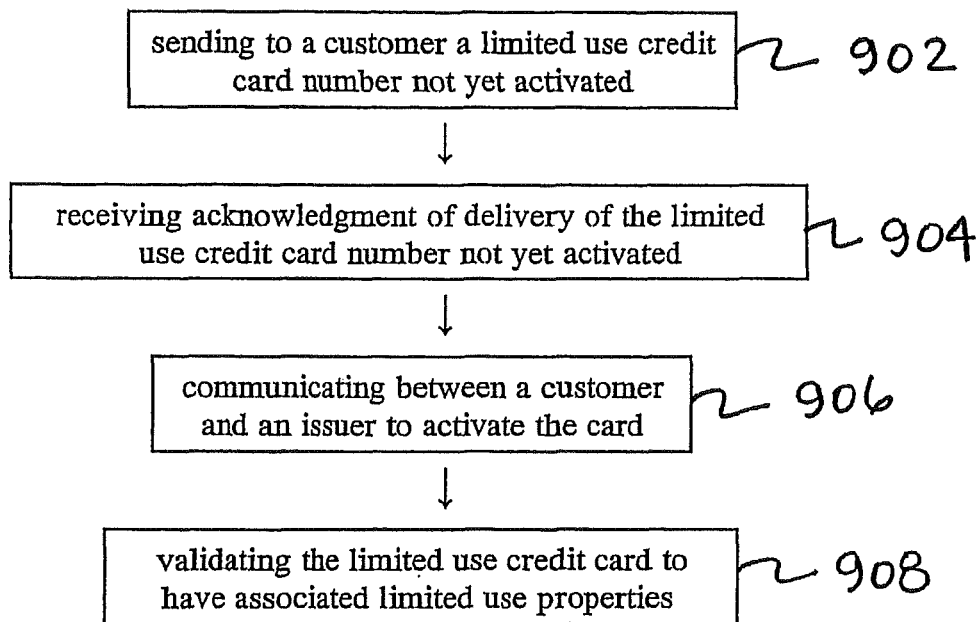 sending to a customer a limited use credit 902
card number not yet activated
receiving acknowledgment of delivery of the limited 904
use credit card number not yet activated
communicating between a customer 906
and an issuer to activate the card
validating the limited use credit card to 908
have associated limited use properties